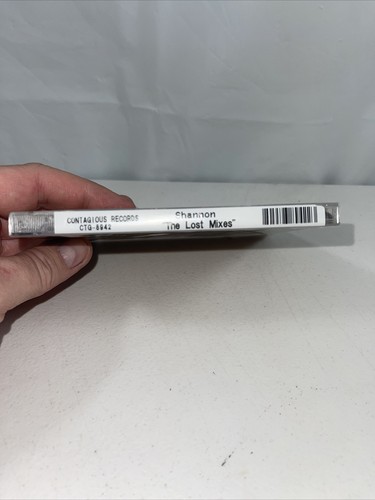 CONTAGIOUS RECORDS
CTG-8942
Shannon
"The Lost Mixes"